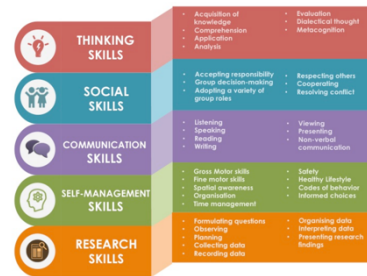 THINKING
SKILLS
Acquisition of
knowledge
Comprehension
Application
Analysis
Evaluation
Dialectical thought
Metacognition
SOCIAL
SKILLS
Accepting responsibility
Group decision-making
Adopting a variety of
group roles
Respecting others
Cooperating
Resolving conflict
COMMUNICATION
SKILLS
Listening
Speaking
Reading
Writing
Viewing
Presenting
Non-verbal
communication
SELF-MANAGEMENT
SKILLS
Gross Motor skills
Fine motor skills
Spatial awareness
Organisation
Time management
Safety
Healthy Lifestyle
Codes of behavior
Informed choices
RESEARCH
SKILLS
Formulating questions
Observing
Planning
Collecting data
Recording data
Organising data
Interpreting data
Presenting research
findings